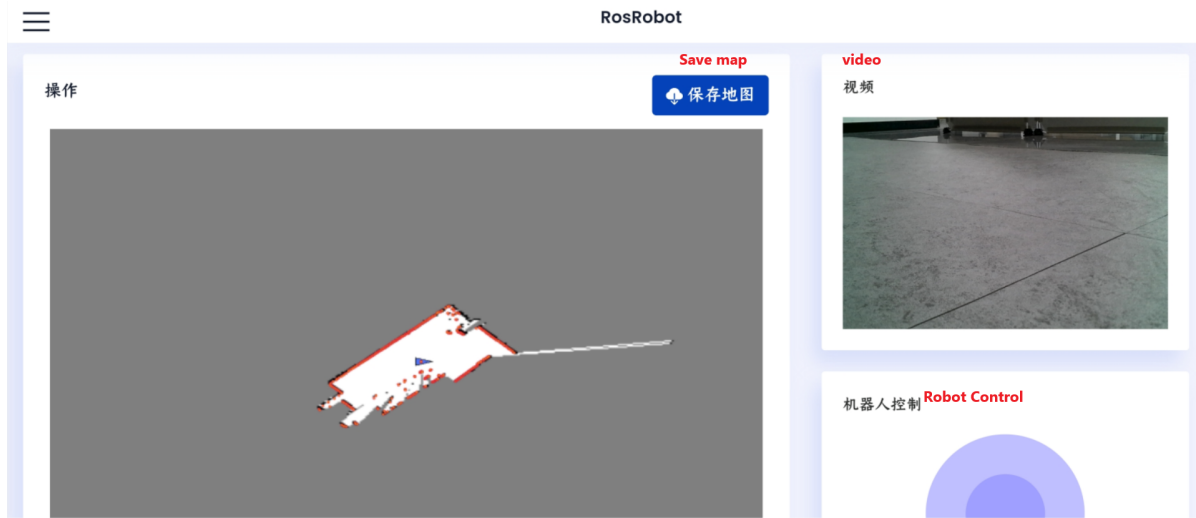 RosRobot
操作
Save map
保存地图
video
视频
机器人控制 Robot Control